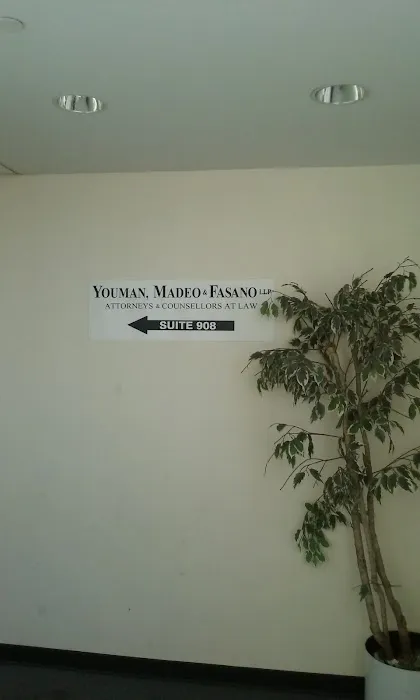 YOUMAN, MADEO & FASANO LLP
ATTORNEYS & COUNSELLORS AT LAW
SUITE 908